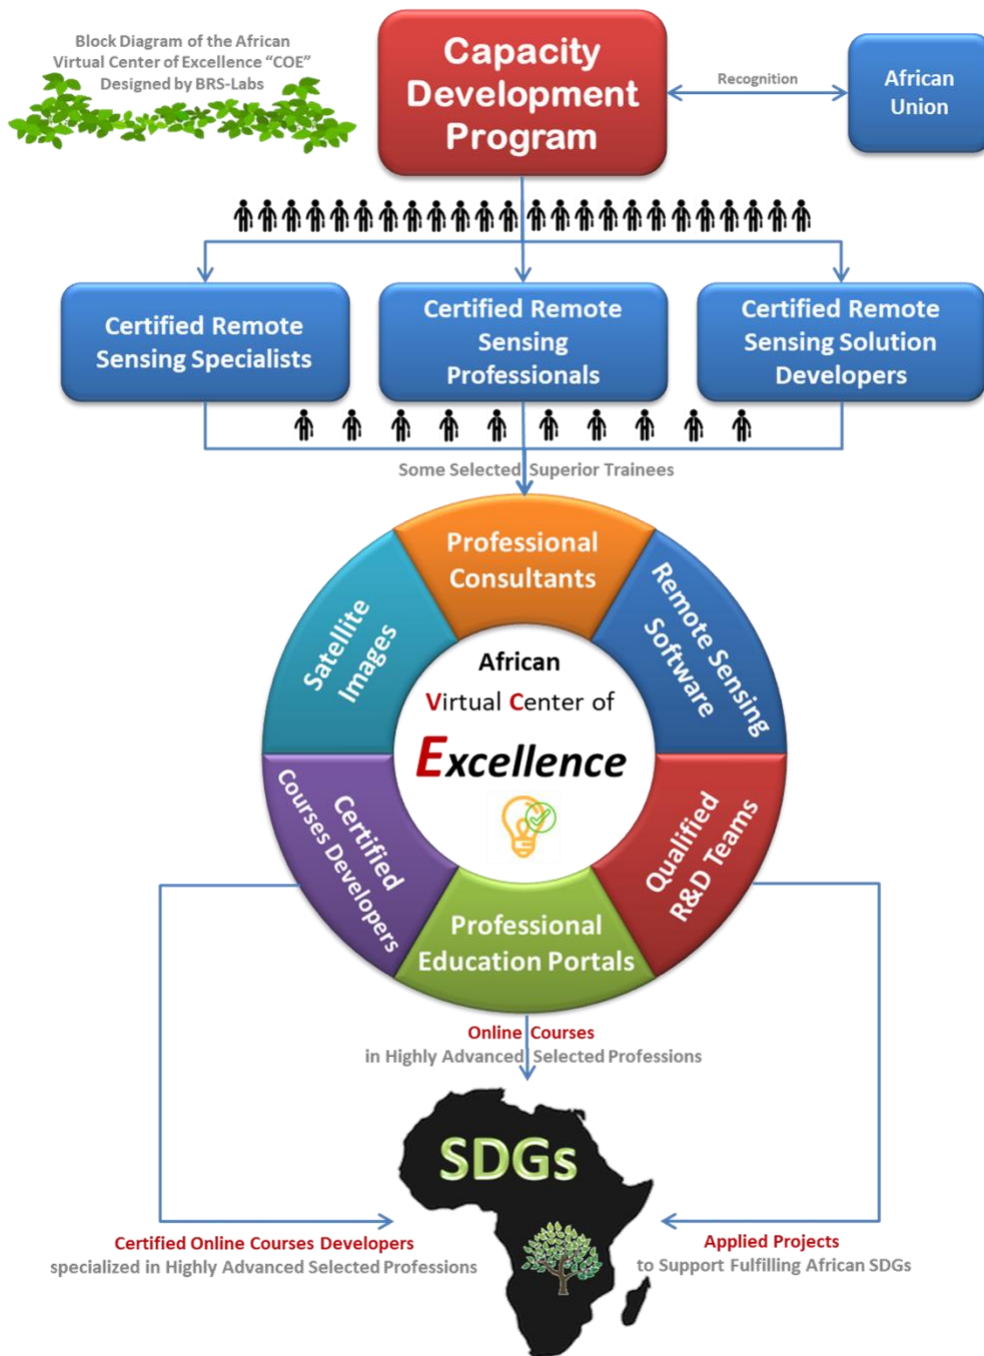 Block Diagram of the African
Virtual Center of Excellence “COE”
Designed by BRS-Labs
Capacity
Development
Program
Recognition
African
Union
Certified Remote
Sensing Specialists
Certified Remote
Sensing
Professionals
Certified Remote
Sensing Solution
Developers
Some Selected Superior Trainees
Professional
Consultants
Remote Sensing
Software
Qualified
R&D Teams
Professional
Education Portals
Certified
Courses Developers
Satellite
Images
African
Virtual Center of
Excellence
Online Courses
in Highly Advanced Selected Professions
SDGs
Certified Online Courses Developers
specialized in Highly Advanced Selected Professions
Applied Projects
to Support Fulfilling African SDGs